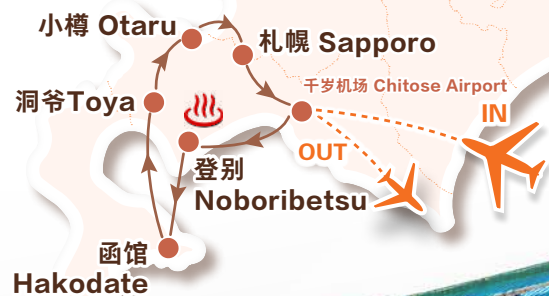 小樽 Otaru
札幌 Sapporo
千岁机场 Chitose Airport
洞爷Toya
IN
OUT
登别
Noboribetsu
函馆
Hakodate